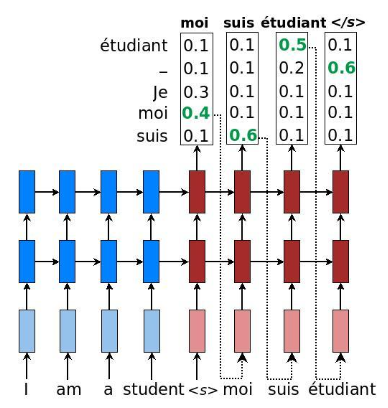 moi suis étudiant </s>
étudiant 0.1 0.1 0.5 0.1
_ 0.1 0.1 0.2 0.6
Je 0.3 0.1 0.1 0.1
moi 0.4 0.1 0.1 0.1
suis 0.1 0.6 0.1 0.1
I am a student <s> moi suis étudiant